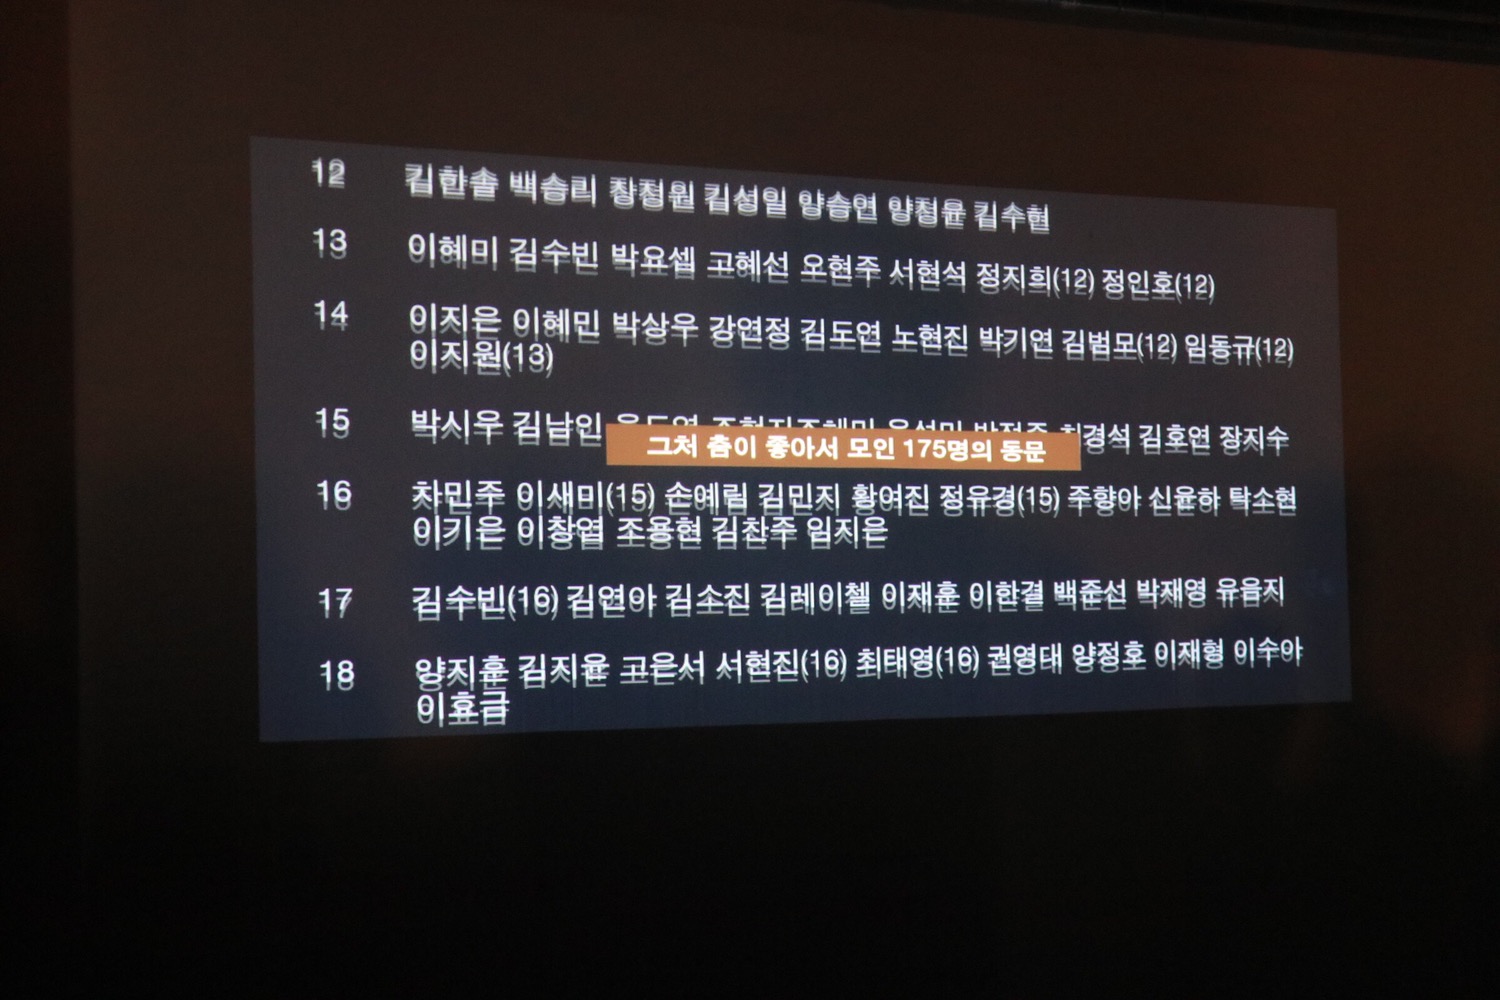 12 김한솔 백승리 장정원 김성일 양승연 양정윤 김수현
13 이혜미 김수빈 박요셉 고혜선 오현주 서현석 정지희(12) 정인호(12)
14 이지은 이혜민 박상우 강연정 김도연 노현진 박기연 김범모(12) 임동규(12)
이지원(13)
15 박시우 김남인 최경석 김호연 장지수
그저 춤이 좋아서 모인 175명의 동문
16 차민주 이새미(15) 손예림 김민지 황여진 정유경(15) 주향아 신윤하 탁소현
이기은 이창엽 조용현 김찬주 임지은
17 김수빈(16) 김연아 김소진 김레이첼 이재훈 이한결 백준선 박재영 유음지
18 양지훈 김지윤 고은서 서현진(16) 최태영(16) 권영대 양정호 이재형 이수아
이효금